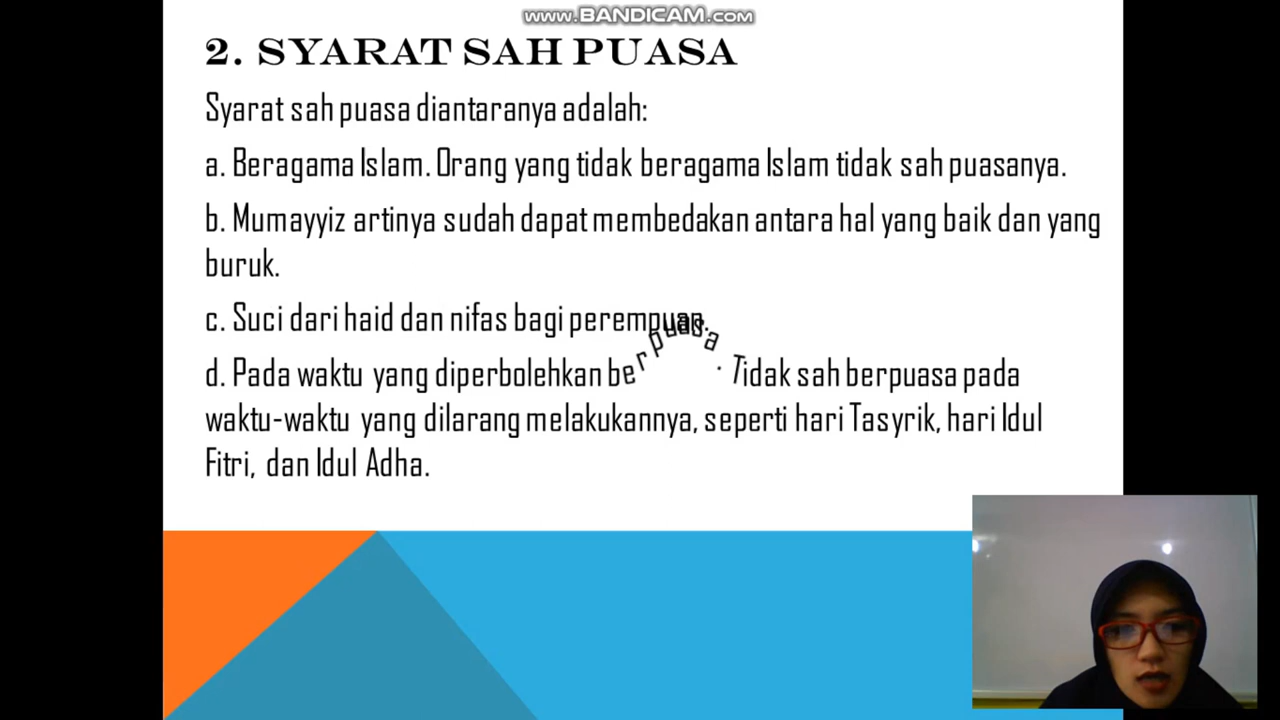 www.BANDICAM.com
2. SYARAT SAH PUASA
Syarat sah puasa diantaranya adalah:
a. Beragama Islam. Orang yang tidak beragama Islam tidak sah puasanya.
b. Mumayyiz artinya sudah dapat membedakan antara hal yang baik dan yang
buruk.
c. Suci dari haid dan nifas bagi perempuan.
d. Pada waktu yang diperbolehkan berpuasa. Tidak sah berpuasa pada
waktu-waktu yang dilarang melakukannya, seperti hari Tasyrik, hari Idul
Fitri, dan Idul Adha.